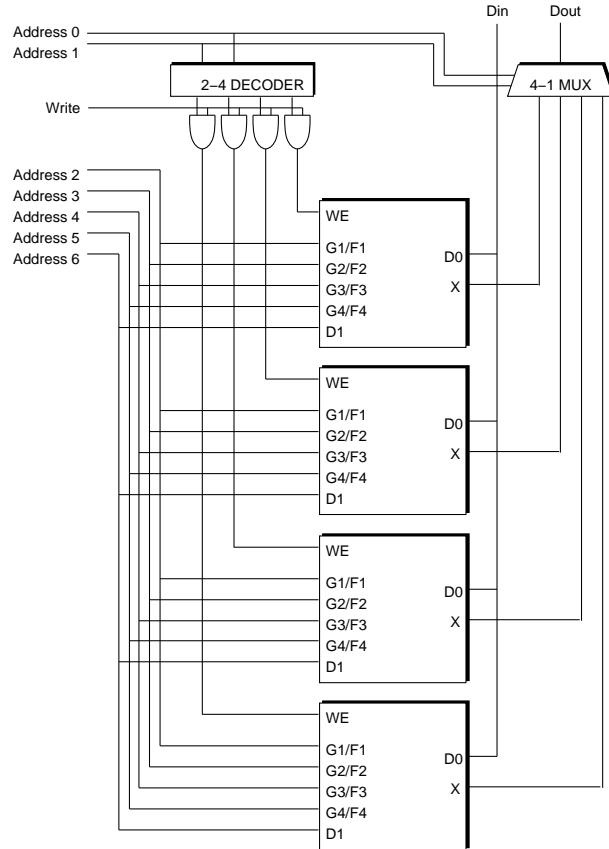 Din Dout
Address 0
Address 1
2–4 DECODER
4–1 MUX
Write
Address 2
Address 3
Address 4
Address 5
Address 6
WE
G1/F1
G2/F2
G3/F3
G4/F4
D1
D0
X
WE
G1/F1
G2/F2
G3/F3
G4/F4
D1
D0
X
WE
G1/F1
G2/F2
G3/F3
G4/F4
D1
D0
X
WE
G1/F1
G2/F2
G3/F3
G4/F4
D1
D0
X